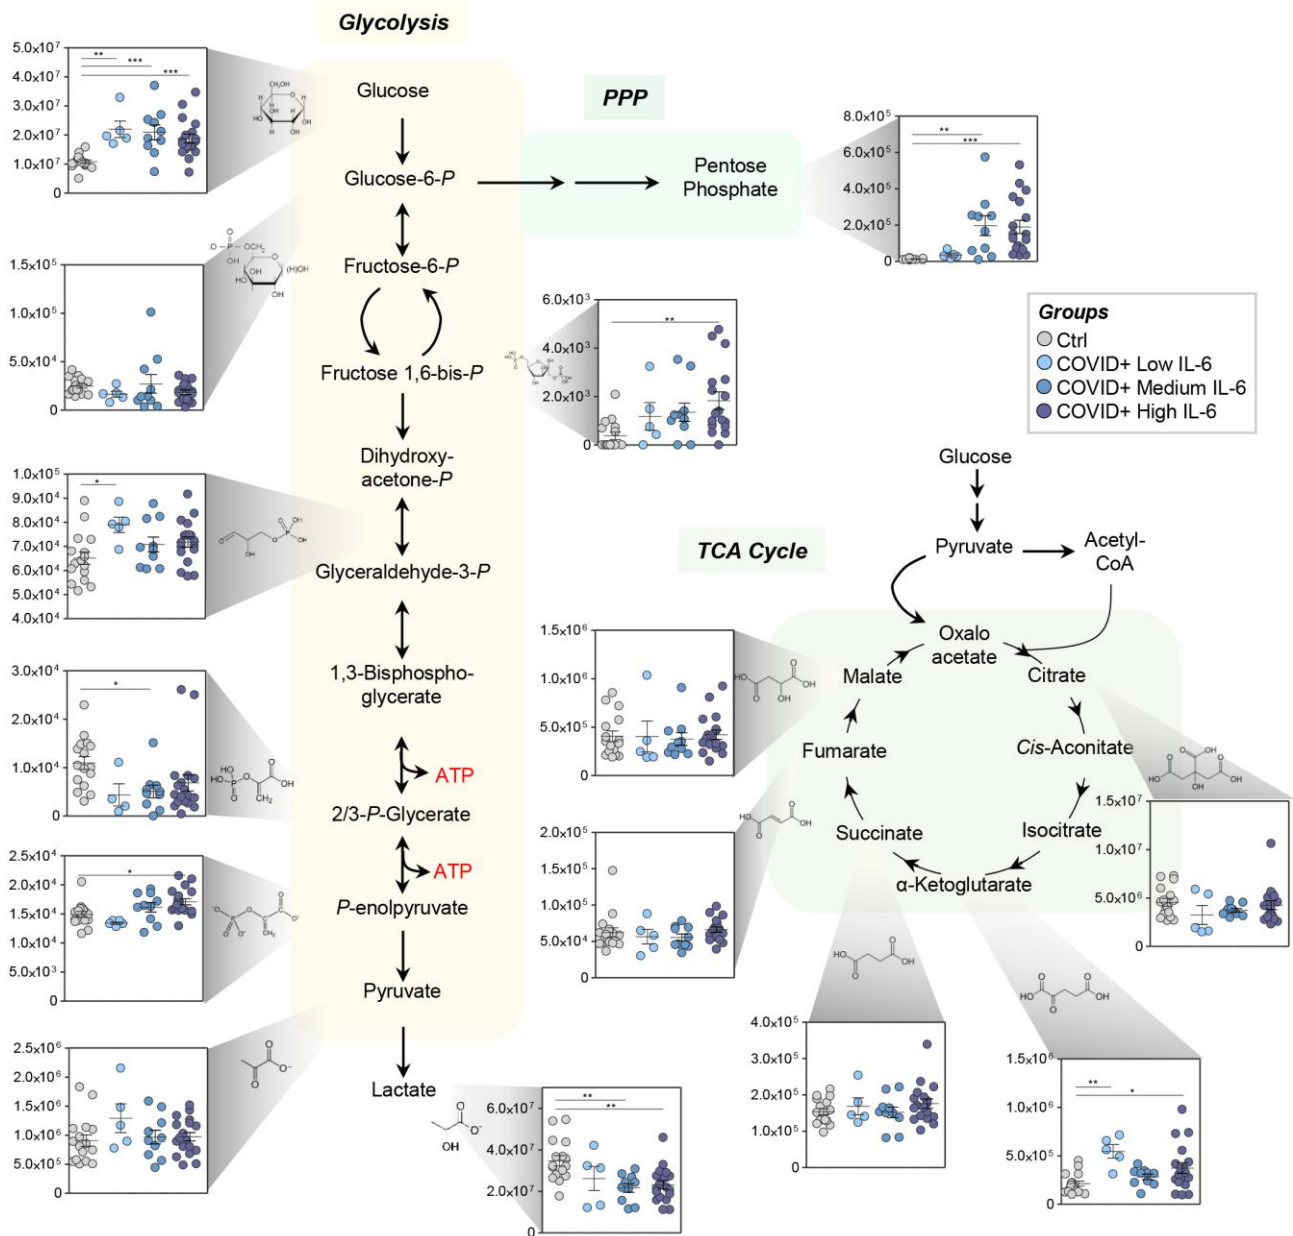 Glycolysis
5.0x10⁷
4.0x10⁷
3.0x10⁷
2.0x10⁷
1.0x10⁷
0
**
***
***
Glucose
PPP
Glucose-6-P
Pentose
Phosphate
8.0x10⁵
6.0x10⁵
4.0x10⁵
2.0x10⁵
0
**
***
1.5x10⁵
1.0x10⁵
5.0x10⁴
0
Fructose-6-P
6.0x10³
4.0x10³
2.0x10³
0
**
Groups
Ctrl
COVID+ Low IL-6
COVID+ Medium IL-6
COVID+ High IL-6
Fructose 1,6-bis-P
Dihydroxy-
acetone-P
1.0x10⁵
9.0x10⁴
8.0x10⁴
7.0x10⁴
6.0x10⁴
5.0x10⁴
4.0x10⁴
*
Glyceraldehyde-3-P
Glucose
Pyruvate
Acetyl-
CoA
TCA Cycle
1,3-Bisphospho-
glycerate
3.0x10⁴
2.0x10⁴
1.0x10⁴
0
*
ATP
2/3-P-Glycerate
ATP
P-enolpyruvate
2.5x10⁴
2.0x10⁴
1.5x10⁴
1.0x10⁴
5.0x10³
0
*
Pyruvate
Oxalo
acetate
Malate
Citrate
Fumarate
Cis-Aconitate
Succinate
Isocitrate
α-Ketoglutarate
1.5x10⁶
1.0x10⁶
5.0x10⁵
0
2.0x10⁵
1.5x10⁵
1.0x10⁵
5.0x10⁴
0
1.5x10⁷
1.0x10⁷
5.0x10⁶
0
2.5x10⁶
2.0x10⁶
1.5x10⁶
1.0x10⁶
5.0x10⁵
0
Lactate
6.0x10⁷
4.0x10⁷
2.0x10⁷
0
**
**
4.0x10⁵
3.0x10⁵
2.0x10⁵
1.0x10⁵
0
1.5x10⁶
1.0x10⁶
5.0x10⁵
0
**
*